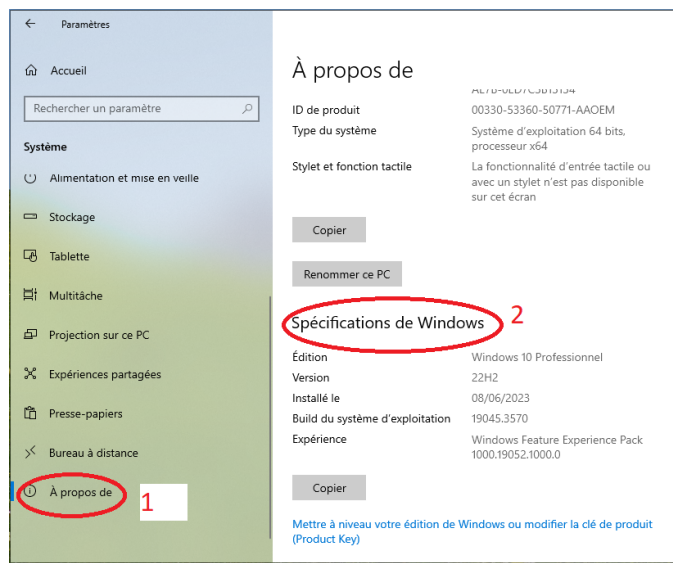 Paramètres
Accueil
Rechercher un paramètre
Système
Alimentation et mise en veille
Stockage
Tablette
Multitâche
Projection sur ce PC
Expériences partagées
Presse-papiers
Bureau à distance
À propos de
1
À propos de
ID de produit 00330-53360-50771-AAOEM
Type du système Système d'exploitation 64 bits,
processeur x64
Stylet et fonction tactile La fonctionnalité d'entrée tactile ou
avec un stylet n'est pas disponible
sur cet écran
Copier
Renommer ce PC
Spécifications de Windows 2
Édition Windows 10 Professionnel
Version 22H2
Installé le 08/06/2023
Build du système d'exploitation 19045.3570
Expérience Windows Feature Experience Pack
1000.19052.1000.0
Copier
Mettre à niveau votre édition de Windows ou modifier la clé de produit
(Product Key)